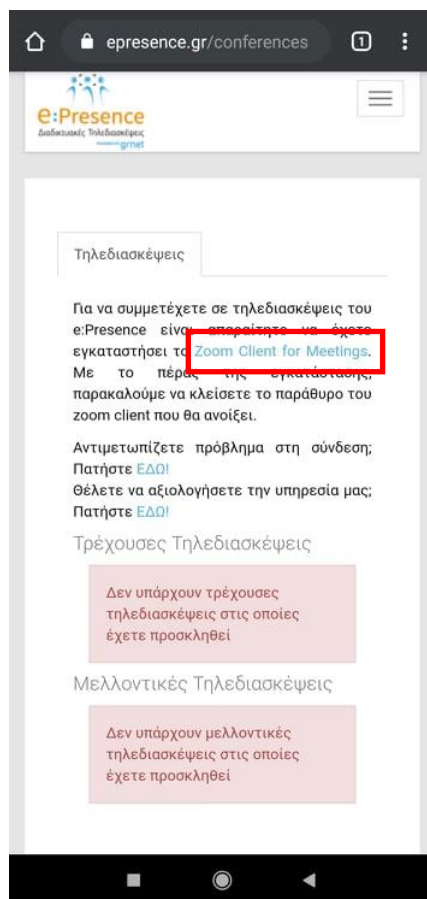 epresence.gr/conferences
1
e:Presence
Διαδικτυακές Τηλεδιασκέψεις
grnet
Τηλεδιασκέψεις
Για να συμμετέχετε σε τηλεδιασκέψεις του
e:Presence είναι απαραίτητο να έχετε
εγκαταστήσει το Zoom Client for Meetings.
Με το πέρας της εγκατάστασης,
παρακαλούμε να κλείσετε το παράθυρο του
zoom client που θα ανοίξει.
Αντιμετωπίζετε πρόβλημα στη σύνδεση;
Πατήστε ΕΔΩ!
Θέλετε να αξιολογήσετε την υπηρεσία μας;
Πατήστε ΕΔΩ!
Τρέχουσες Τηλεδιασκέψεις
Δεν υπάρχουν τρέχουσες
τηλεδιασκέψεις στις οποίες
έχετε προσκληθεί
Μελλοντικές Τηλεδιασκέψεις
Δεν υπάρχουν μελλοντικές
τηλεδιασκέψεις στις οποίες
έχετε προσκληθεί